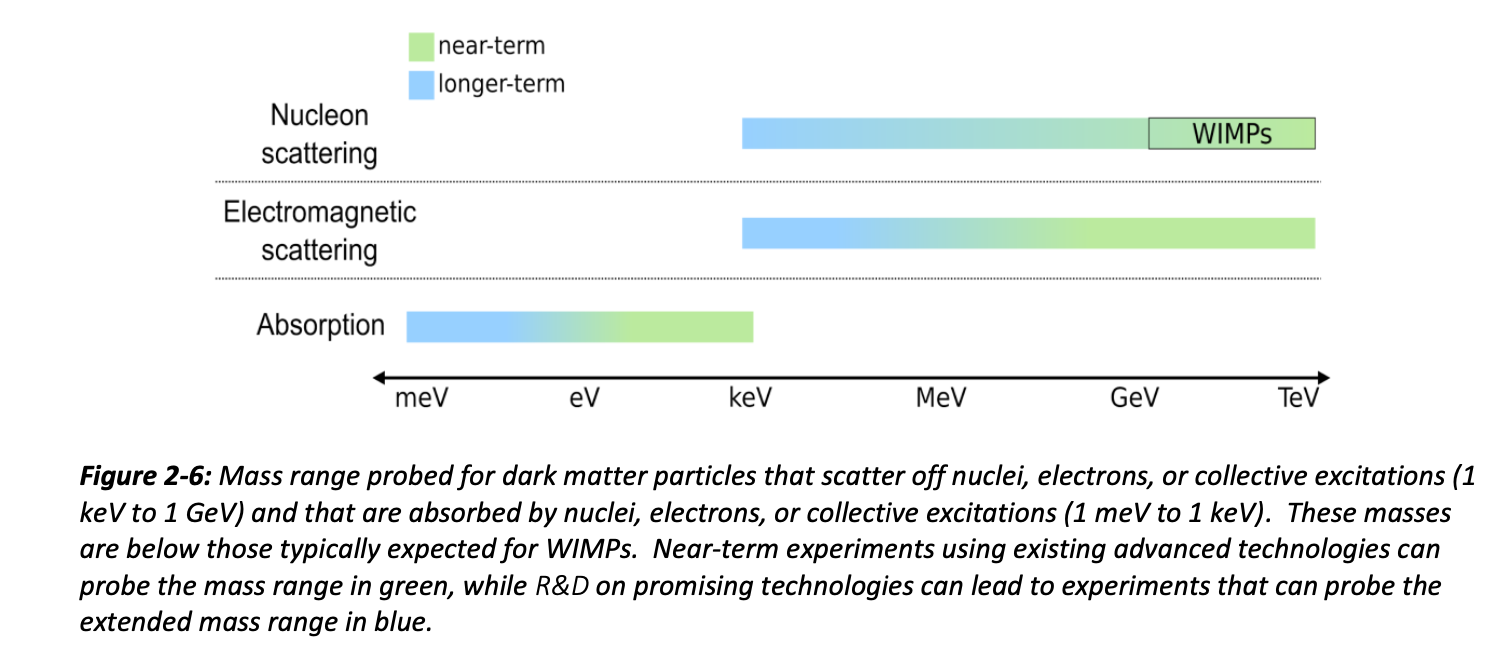 near-term
longer-term
Nucleon
scattering
WIMPs
Electromagnetic
scattering
Absorption
meV eV keV MeV GeV TeV
Figure 2-6: Mass range probed for dark matter particles that scatter off nuclei, electrons, or collective excitations (1
keV to 1 GeV) and that are absorbed by nuclei, electrons, or collective excitations (1 meV to 1 keV).  These masses
are below those typically expected for WIMPs.  Near-term experiments using existing advanced technologies can
probe the mass range in green, while R&D on promising technologies can lead to experiments that can probe the
extended mass range in blue.